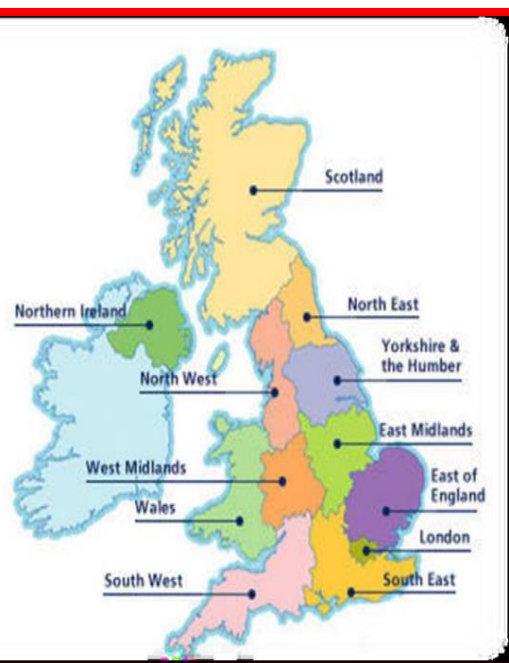 Scotland
Northern Ireland
North East
Yorkshire &
the Humber
North West
East Midlands
West Midlands
East of
England
Wales
London
South West
South East